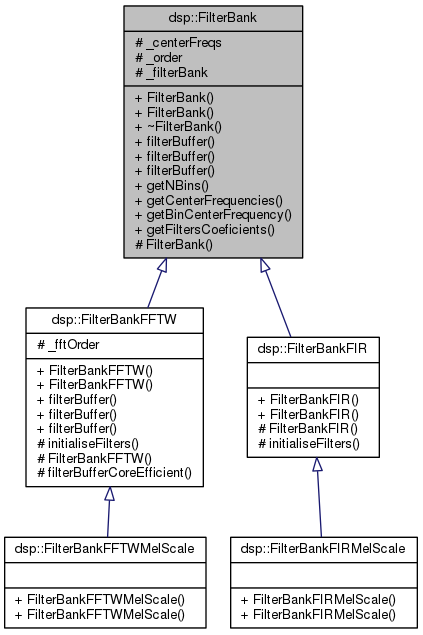 dsp::FilterBank
# _centerFreqs
# _order
# _filterBank
+ FilterBank()
+ FilterBank()
+ ~FilterBank()
+ filterBuffer()
+ filterBuffer()
+ filterBuffer()
+ getNBins()
+ getCenterFrequencies()
+ getBinCenterFrequency()
+ getFiltersCoeficients()
# FilterBank()
dsp::FilterBankFFTW
# _fftOrder
+ FilterBankFFTW()
+ FilterBankFFTW()
+ filterBuffer()
+ filterBuffer()
+ filterBuffer()
# initialiseFilters()
# FilterBankFFTW()
# filterBufferCoreEfficient()
dsp::FilterBankFIR
+ FilterBankFIR()
+ FilterBankFIR()
# FilterBankFIR()
# initialiseFilters()
dsp::FilterBankFFTWMelScale
+ FilterBankFFTWMelScale()
+ FilterBankFFTWMelScale()
dsp::FilterBankFIRMelScale
+ FilterBankFIRMelScale()
+ FilterBankFIRMelScale()